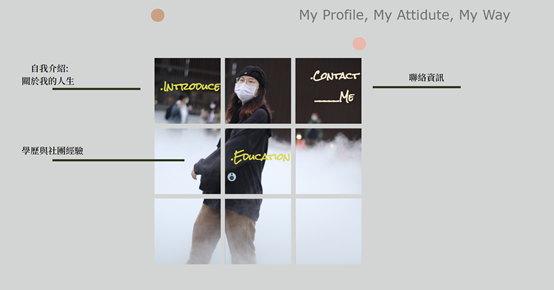 My Profile, My Attidute, My Way
自我介紹:
關於我的人生
.Introduce
.Contact
____Me
聯絡資訊
學歷與社團經驗
.Education